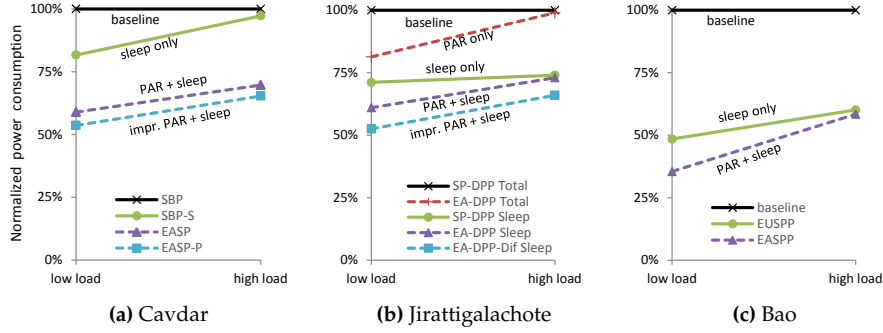 Normalized power consumption
100%
75%
50%
25%
0%
baseline
sleep only
PAR + sleep
impr. PAR + sleep
SBP
SBP-S
EASP
EASP-P
low load
high load
(a) Cavdar
100%
75%
50%
25%
0%
baseline
PAR only
sleep only
PAR + sleep
impr. PAR + sleep
SP-DPP Total
EA-DPP Total
SP-DPP Sleep
EA-DPP Sleep
EA-DPP-Dif Sleep
low load
high load
(b) Jirattigalachote
100%
75%
50%
25%
0%
baseline
sleep only
PAR + sleep
baseline
EUSPP
EASPP
low load
high load
(c) Bao